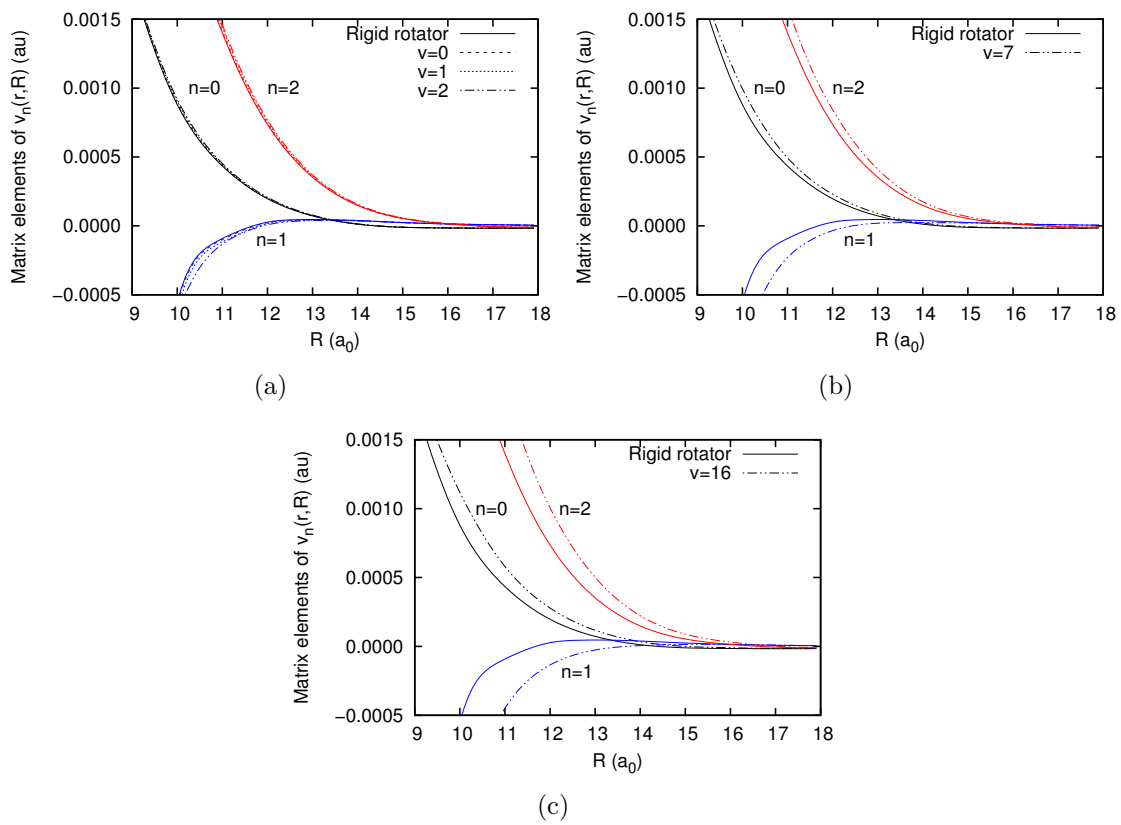 Matrix elements of v_n(r,R) (au)
0.0015
0.0010
0.0005
0.0000
−0.0005
Rigid rotator
v=0
v=1
v=2
n=0
n=2
n=1
9 10 11 12 13 14 15 16 17 18
R (a_0)
(a)
Matrix elements of v_n(r,R) (au)
0.0015
0.0010
0.0005
0.0000
−0.0005
Rigid rotator
v=7
n=0
n=2
n=1
9 10 11 12 13 14 15 16 17 18
R (a_0)
(b)
Matrix elements of v_n(r,R) (au)
0.0015
0.0010
0.0005
0.0000
−0.0005
Rigid rotator
v=16
n=0
n=2
n=1
9 10 11 12 13 14 15 16 17 18
R (a_0)
(c)